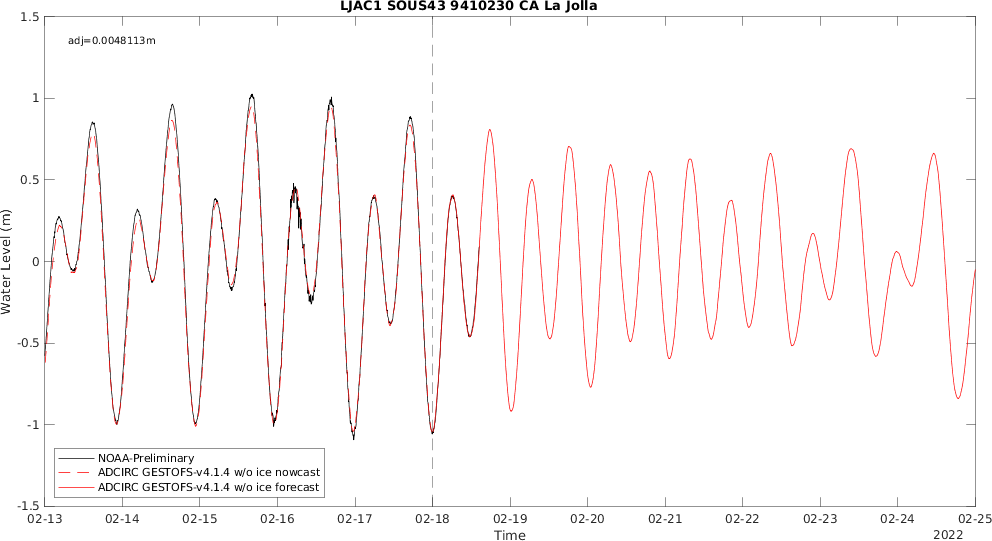 LJAC1 SOUS43 9410230 CA La Jolla
adj=0.0048113m
1.5
1
0.5
0
-0.5
-1
-1.5
Water Level (m)
NOAA-Preliminary
ADCIRC GESTOFS-v4.1.4 w/o ice nowcast
ADCIRC GESTOFS-v4.1.4 w/o ice forecast
02-13 02-14 02-15 02-16 02-17 02-18 02-19 02-20 02-21 02-22 02-23 02-24 02-25
Time
2022